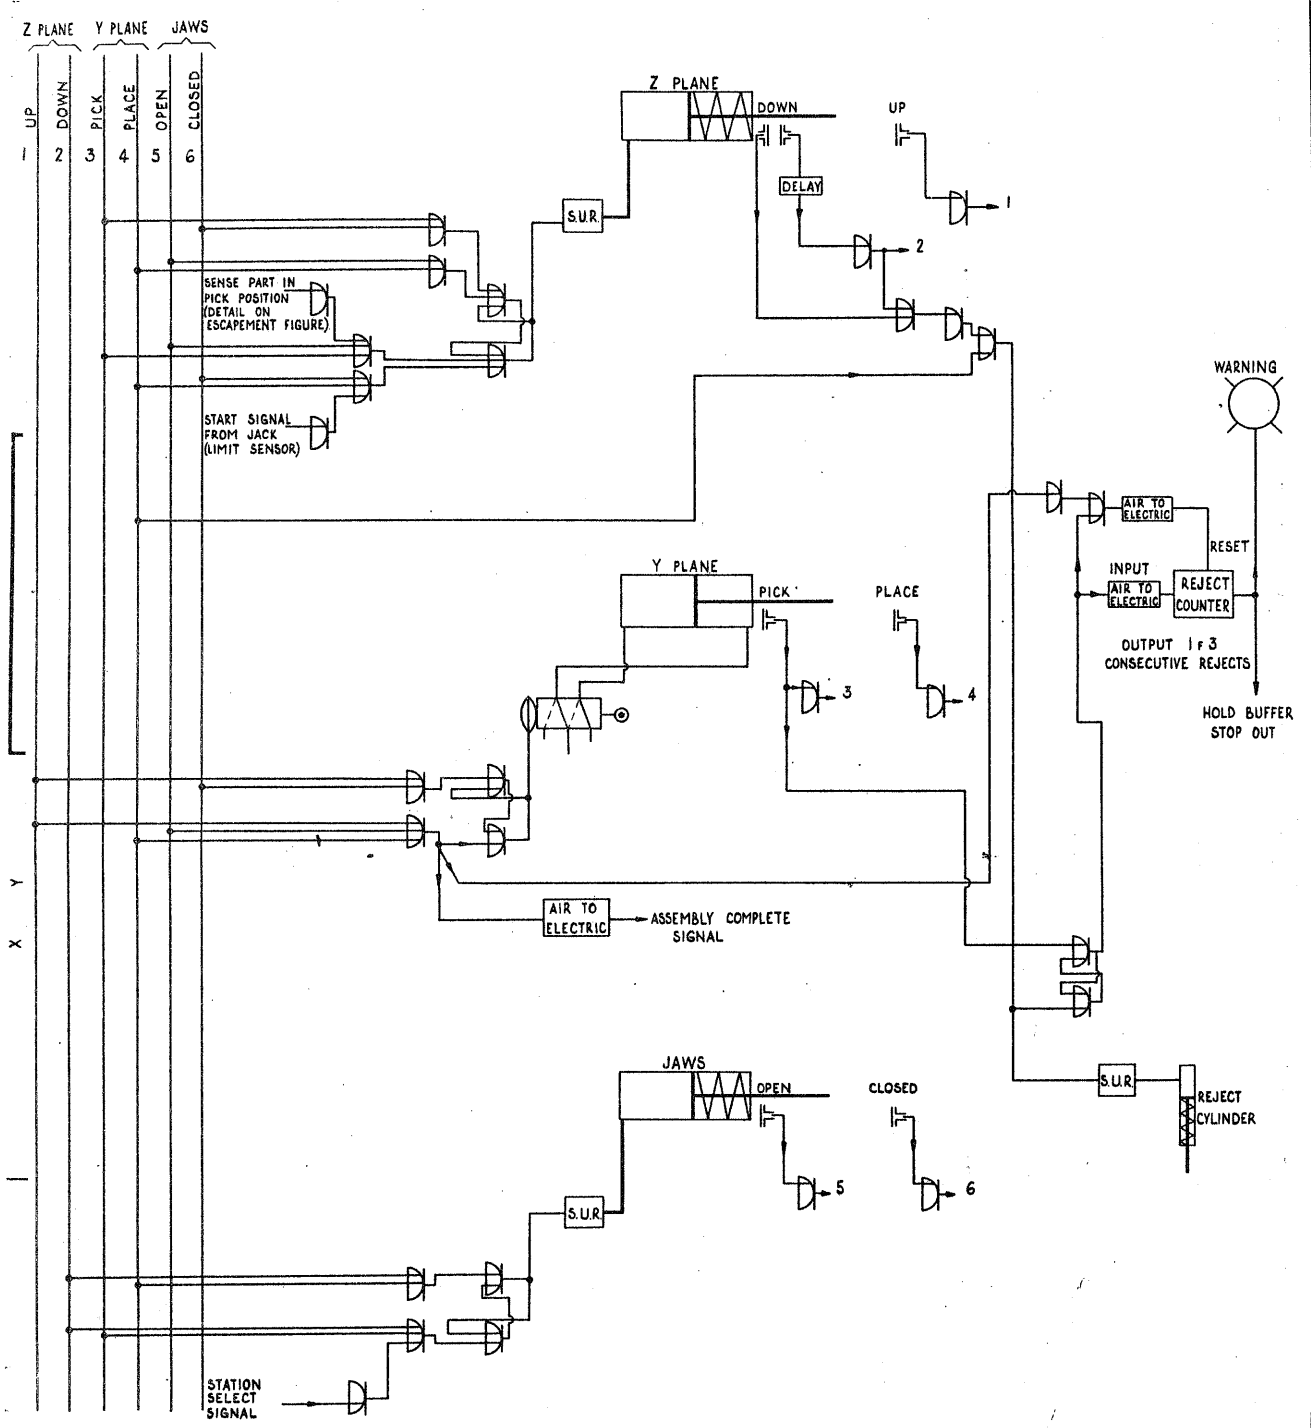 Z PLANE Y PLANE JAWS
UP
DOWN
PICK
PLACE
OPEN
CLOSED
1 2 3 4 5 6
Z PLANE
DOWN
UP
DELAY
1
S.U.R.
2
SENSE PART IN
PICK POSITION
(DETAIL ON
ESCAPEMENT FIGURE)
START SIGNAL
FROM JACK
(LIMIT SENSOR)
WARNING
AIR TO
ELECTRIC
RESET
INPUT
AIR TO
ELECTRIC
REJECT
COUNTER
OUTPUT IF 3
CONSECUTIVE REJECTS
HOLD BUFFER
STOP OUT
Y PLANE
PICK
PLACE
3
4
AIR TO
ELECTRIC
ASSEMBLY COMPLETE
SIGNAL
Y
X
JAWS
OPEN
CLOSED
S.U.R.
REJECT
CYLINDER
5
6
S.U.R.
STATION
SELECT
SIGNAL